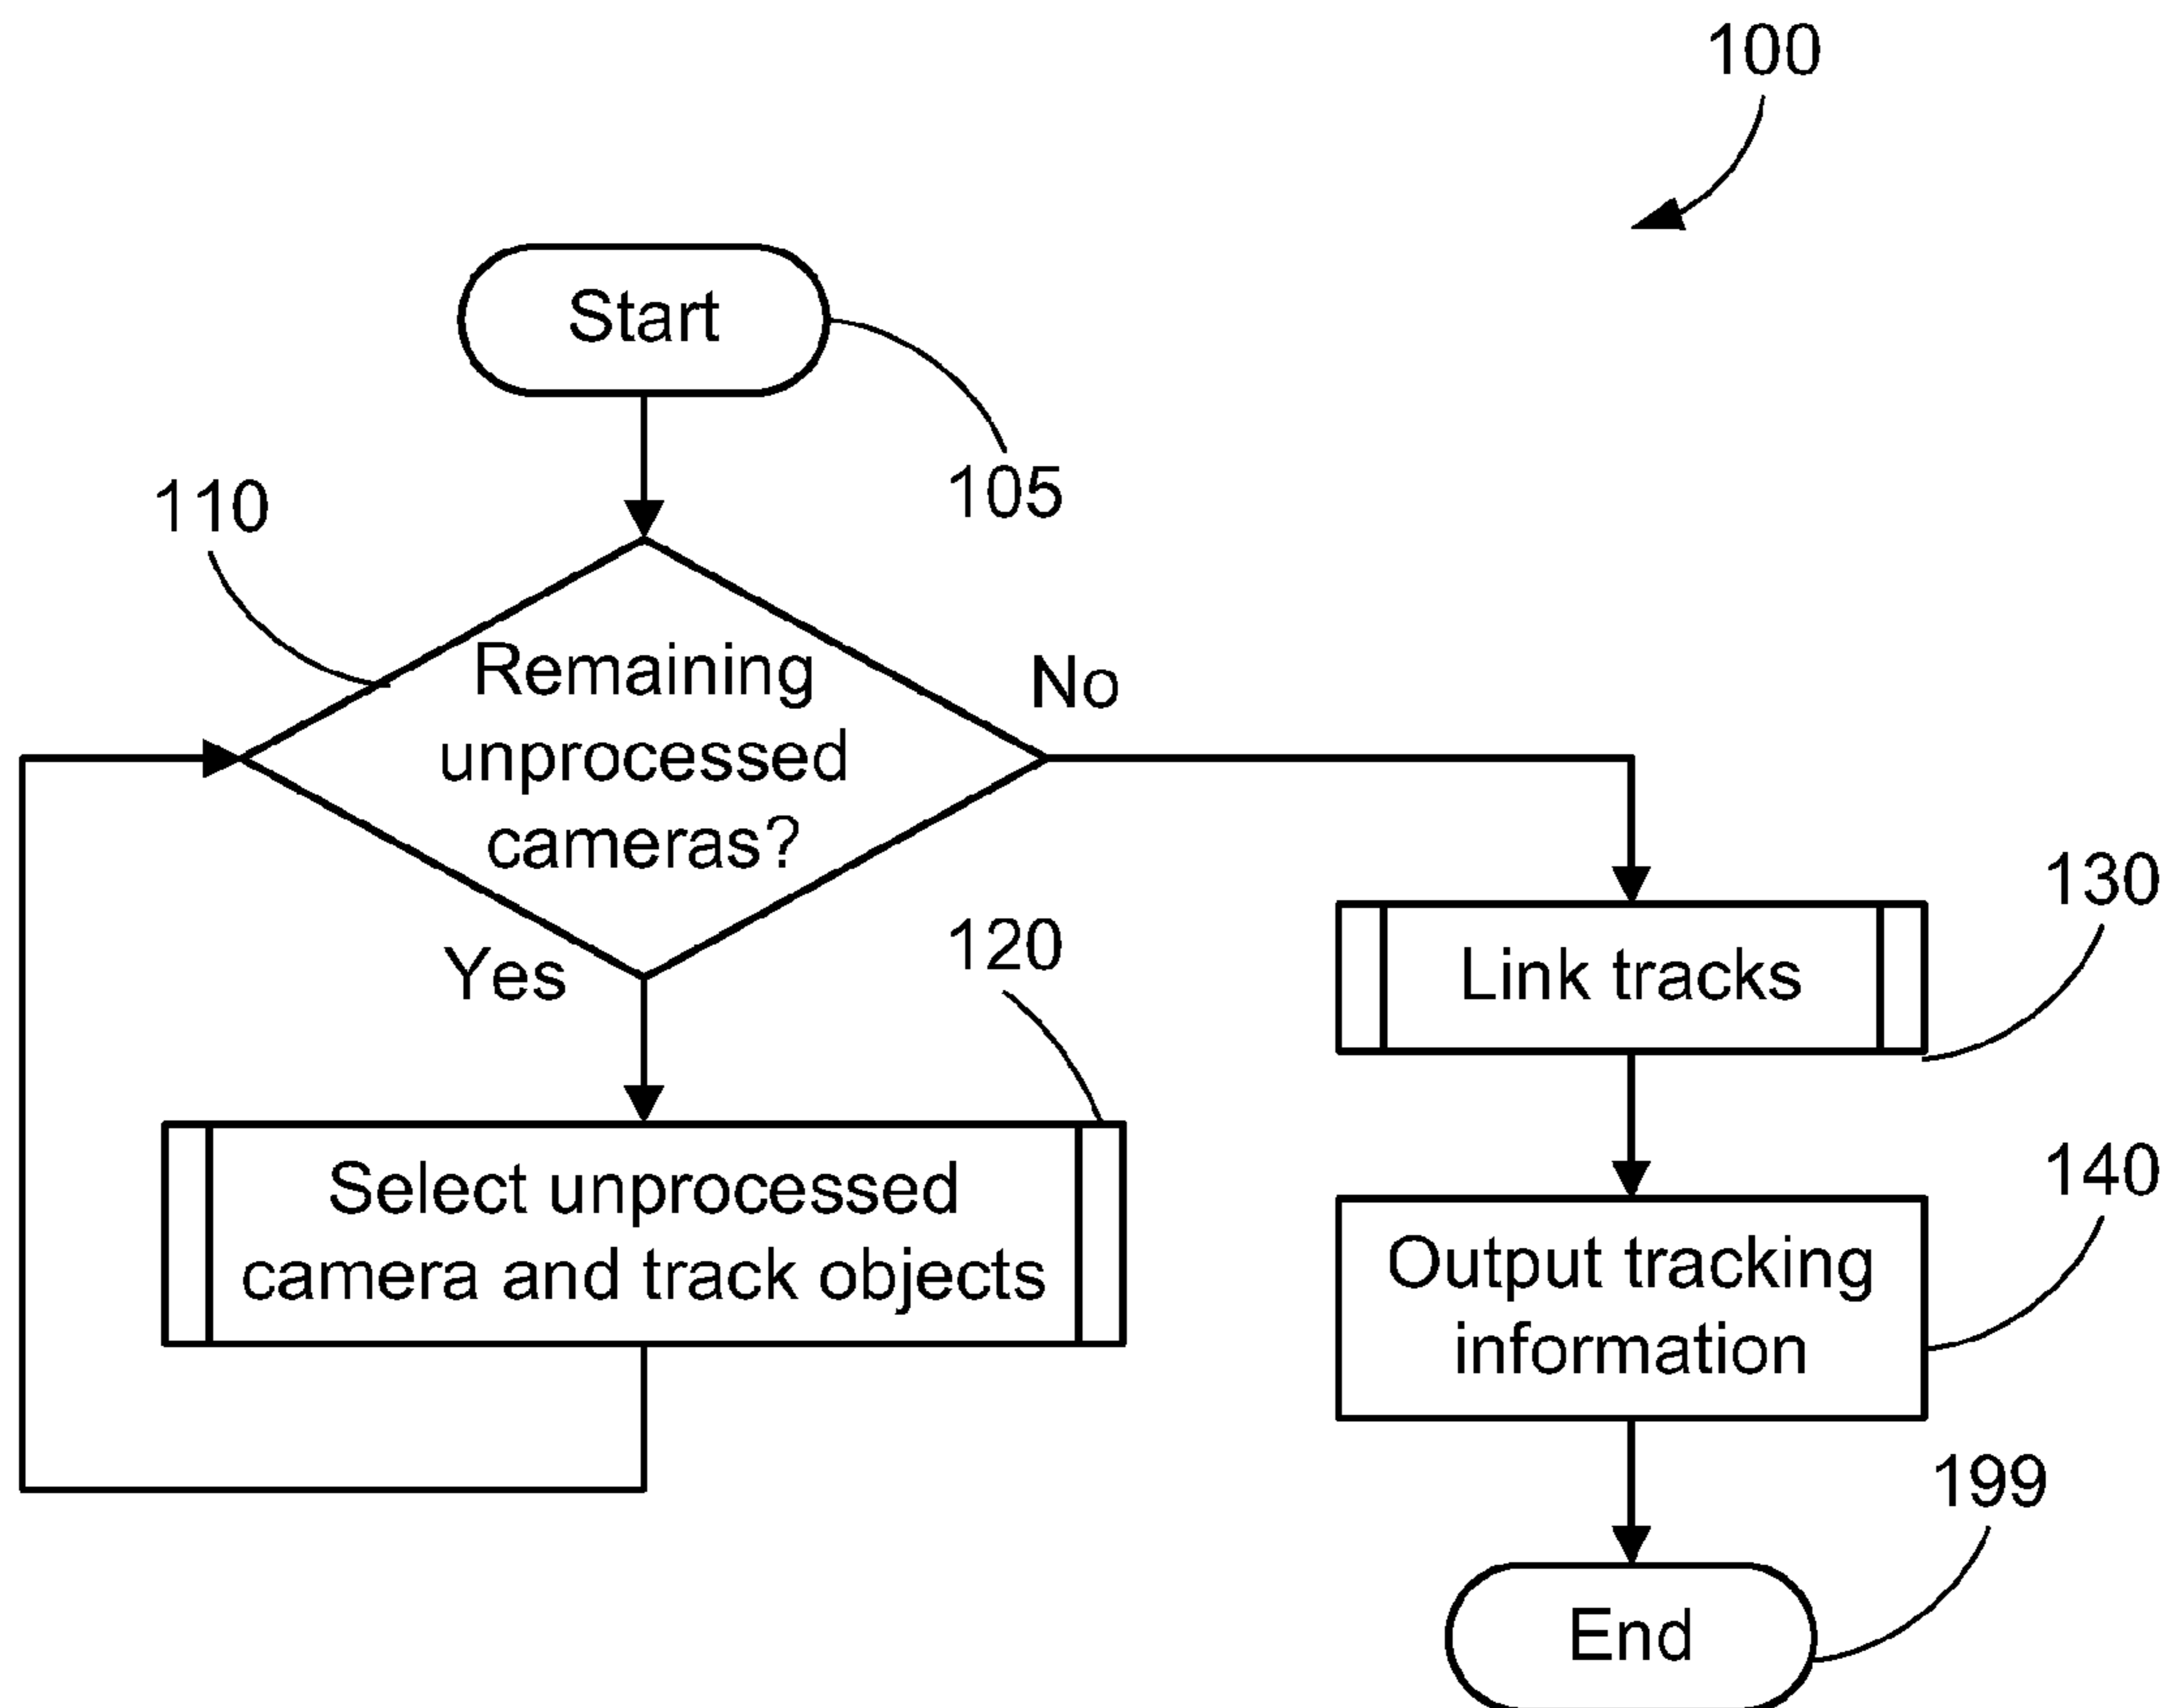 100
Start
105
110
Remaining
unprocessed
cameras?
No
Yes
120
Select unprocessed
camera and track objects
130
Link tracks
140
Output tracking
information
199
End